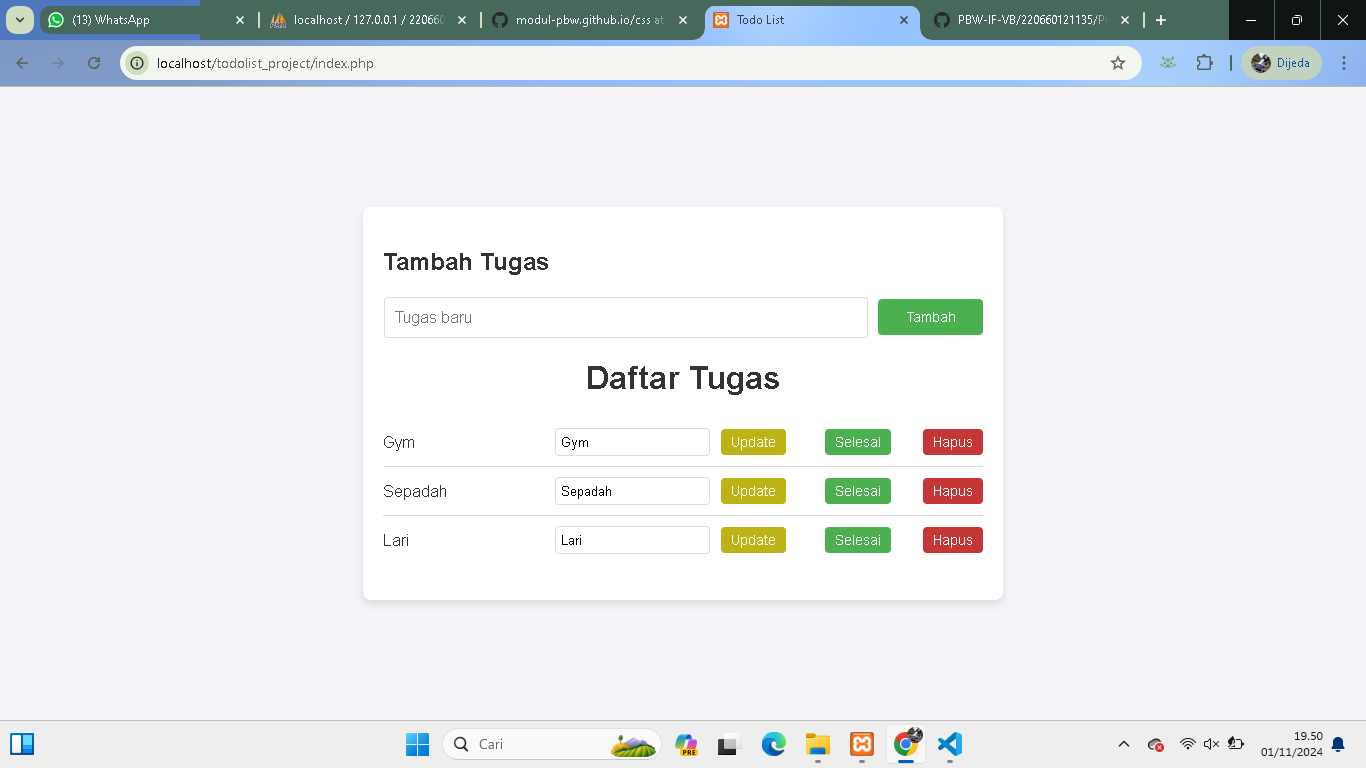 (13) WhatsApp
localhost / 127.0.0.1 / 22066
modul-pbw.github.io/css at
Todo List
PBW-IF-VB/220660121135/P
localhost/todolist_project/index.php
Dijeda
Tambah Tugas
Tugas baru
Tambah
Daftar Tugas
Gym Gym Update Selesai Hapus
Sepadah Sepadah Update Selesai Hapus
Lari Lari Update Selesai Hapus
Cari
PRE
19.50
01/11/2024